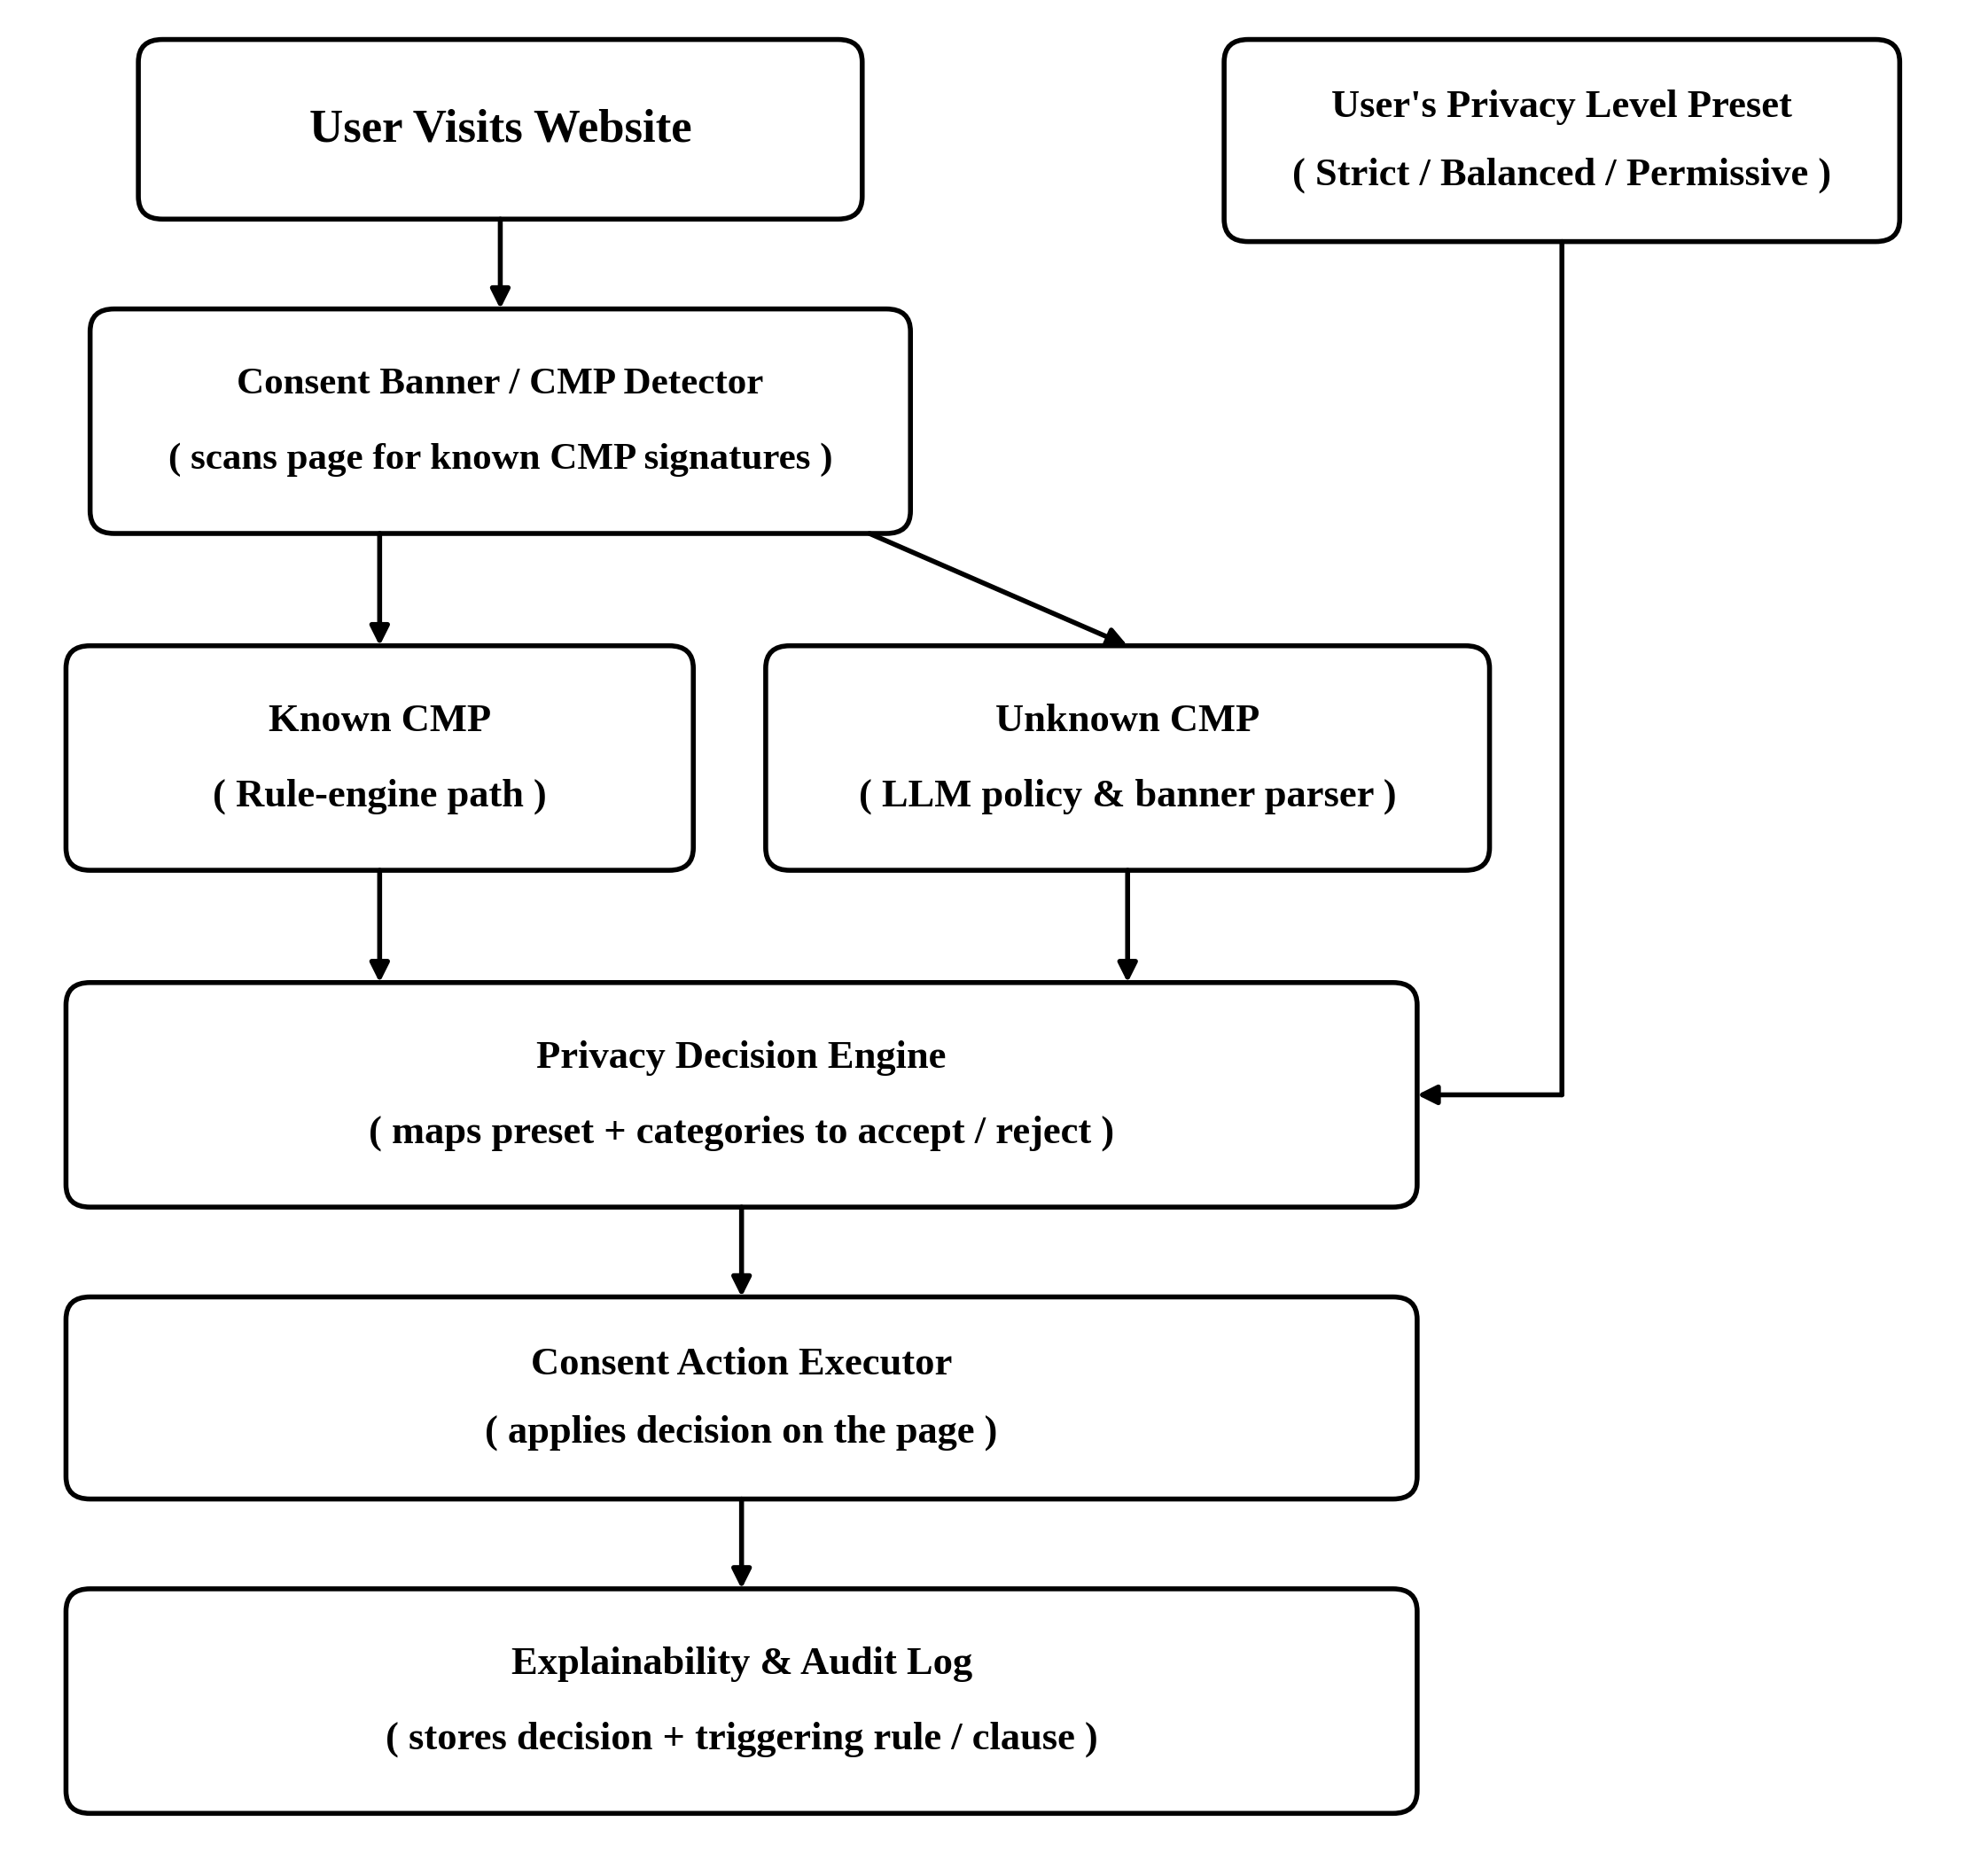 User Visits Website
User's Privacy Level Preset
( Strict / Balanced / Permissive )
Consent Banner / CMP Detector
( scans page for known CMP signatures )
Known CMP
( Rule-engine path )
Unknown CMP
( LLM policy & banner parser )
Privacy Decision Engine
( maps preset + categories to accept / reject )
Consent Action Executor
( applies decision on the page )
Explainability & Audit Log
( stores decision + triggering rule / clause )